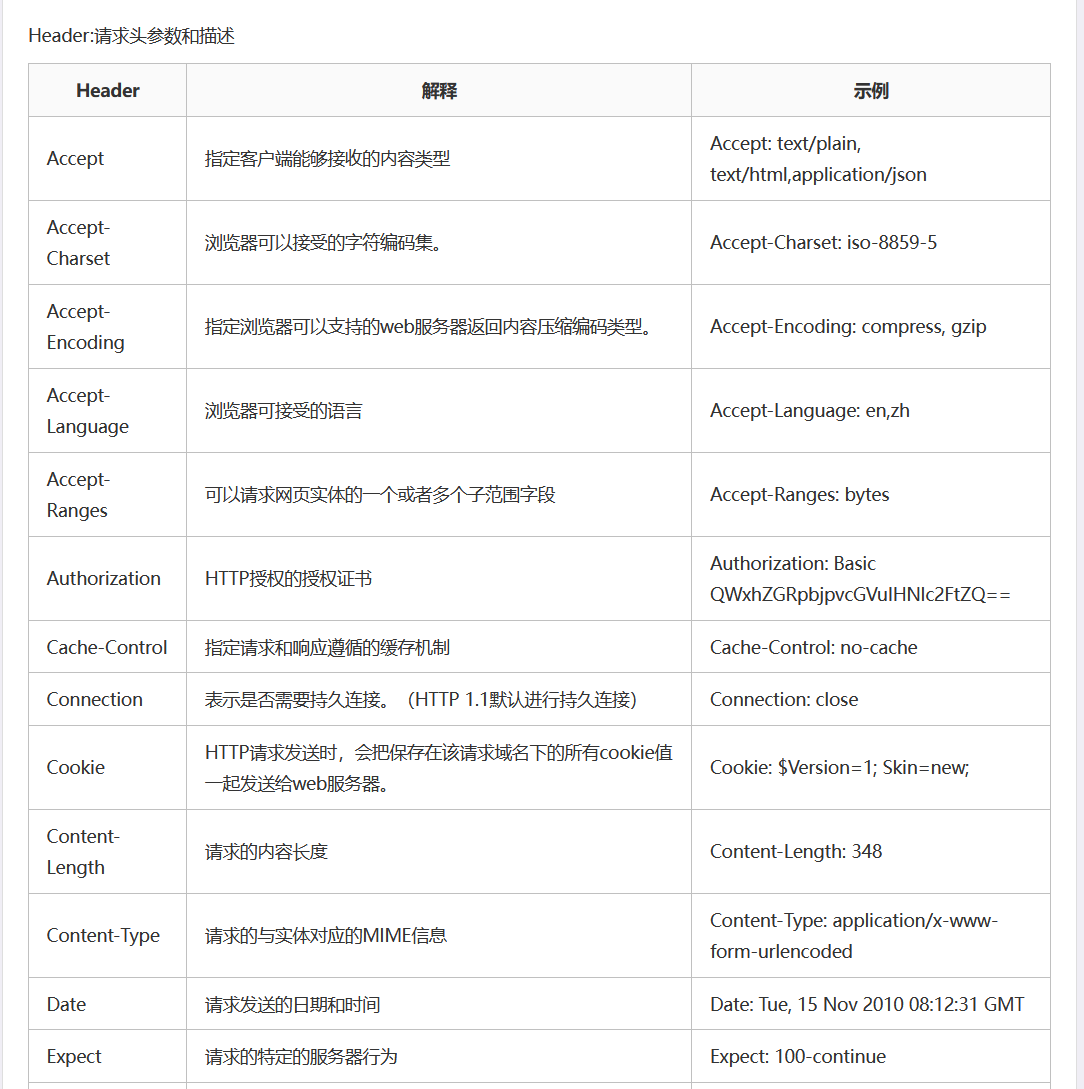 Header:请求头参数和描述
Header 解释 示例
Accept 指定客户端能够接收的内容类型 Accept: text/plain,
text/html,application/json
Accept-
Charset 浏览器可以接受的字符编码集。 Accept-Charset: iso-8859-5
Accept-
Encoding 指定浏览器可以支持的web服务器返回内容压缩编码类型。 Accept-Encoding: compress, gzip
Accept-
Language 浏览器可接受的语言 Accept-Language: en,zh
Accept-
Ranges 可以请求网页实体的一个或者多个子范围字段 Accept-Ranges: bytes
Authorization HTTP授权的授权证书 Authorization: Basic
QWxhZGRpbjpvcGVuIHNlc2FtZQ==
Cache-Control 指定请求和响应遵循的缓存机制 Cache-Control: no-cache
Connection 表示是否需要持久连接。（HTTP 1.1默认进行持久连接） Connection: close
Cookie HTTP请求发送时，会把保存在该请求域名下的所有cookie值
一起发送给web服务器。 Cookie: $Version=1; Skin=new;
Content-
Length 请求的内容长度 Content-Length: 348
Content-Type 请求的与实体对应的MIME信息 Content-Type: application/x-www-
form-urlencoded
Date 请求发送的日期和时间 Date: Tue, 15 Nov 2010 08:12:31 GMT
Expect 请求的特定的服务器行为 Expect: 100-continue